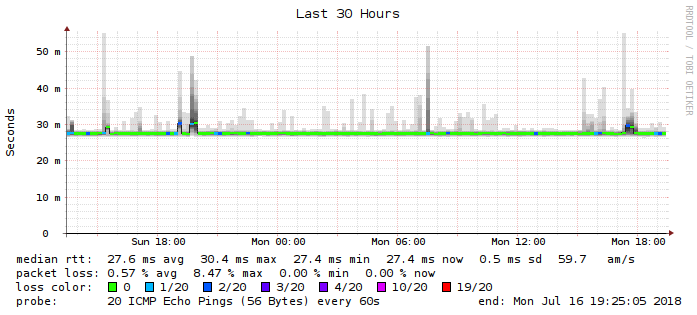 Last 30 Hours
RRDTOOL / TOBI OETIKER
Seconds
50 m
40 m
30 m
20 m
10 m
0
Sun 18:00 Mon 00:00 Mon 06:00 Mon 12:00 Mon 18:00
median rtt: 27.6 ms avg 30.4 ms max 27.4 ms min 27.4 ms now 0.5 ms sd 59.7 am/s
packet loss: 0.57 % avg 8.47 % max 0.00 % min 0.00 % now
loss color: 0 1/20 2/20 3/20 4/20 10/20 19/20
probe: 20 ICMP Echo Pings (56 Bytes) every 60s end: Mon Jul 16 19:25:05 2018